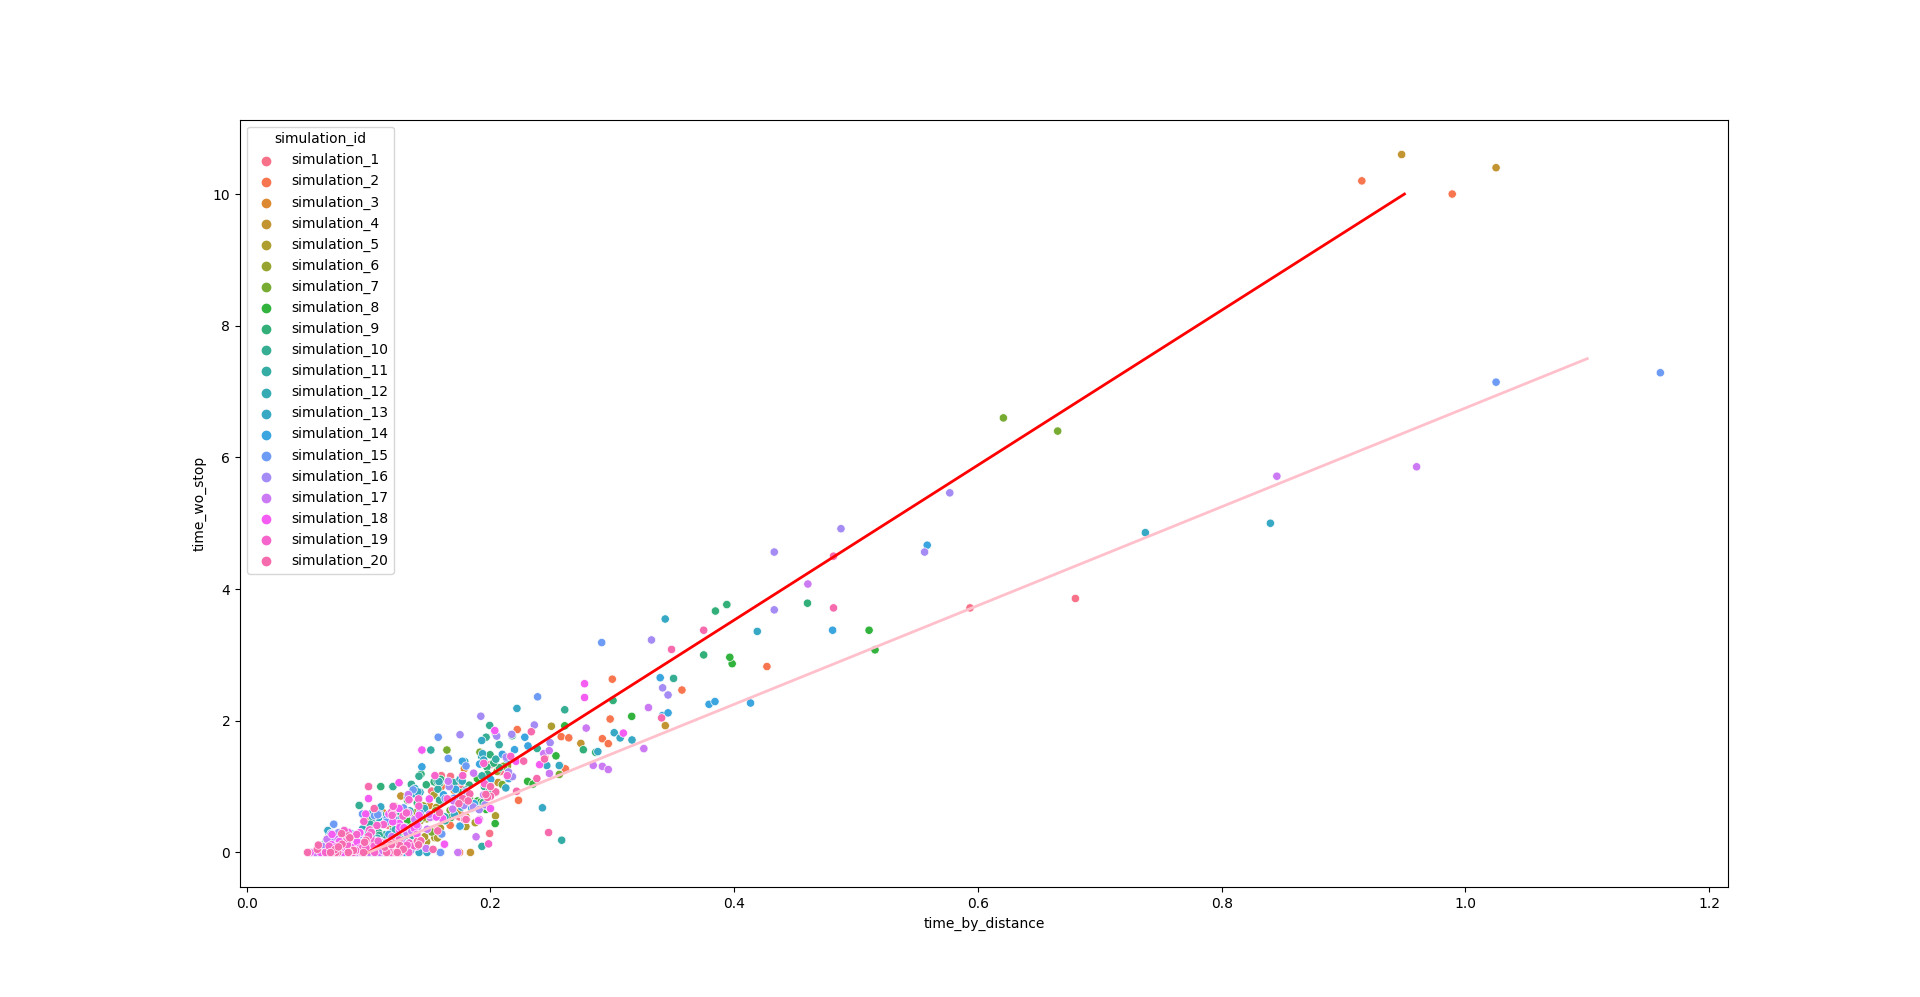 simulation_id
simulation_1
simulation_2
simulation_3
simulation_4
simulation_5
simulation_6
simulation_7
simulation_8
simulation_9
simulation_10
simulation_11
simulation_12
simulation_13
simulation_14
simulation_15
simulation_16
simulation_17
simulation_18
simulation_19
simulation_20
10
8
6
4
2
0
time_wo_stop
0.0 0.2 0.4 0.6 0.8 1.0 1.2
time_by_distance